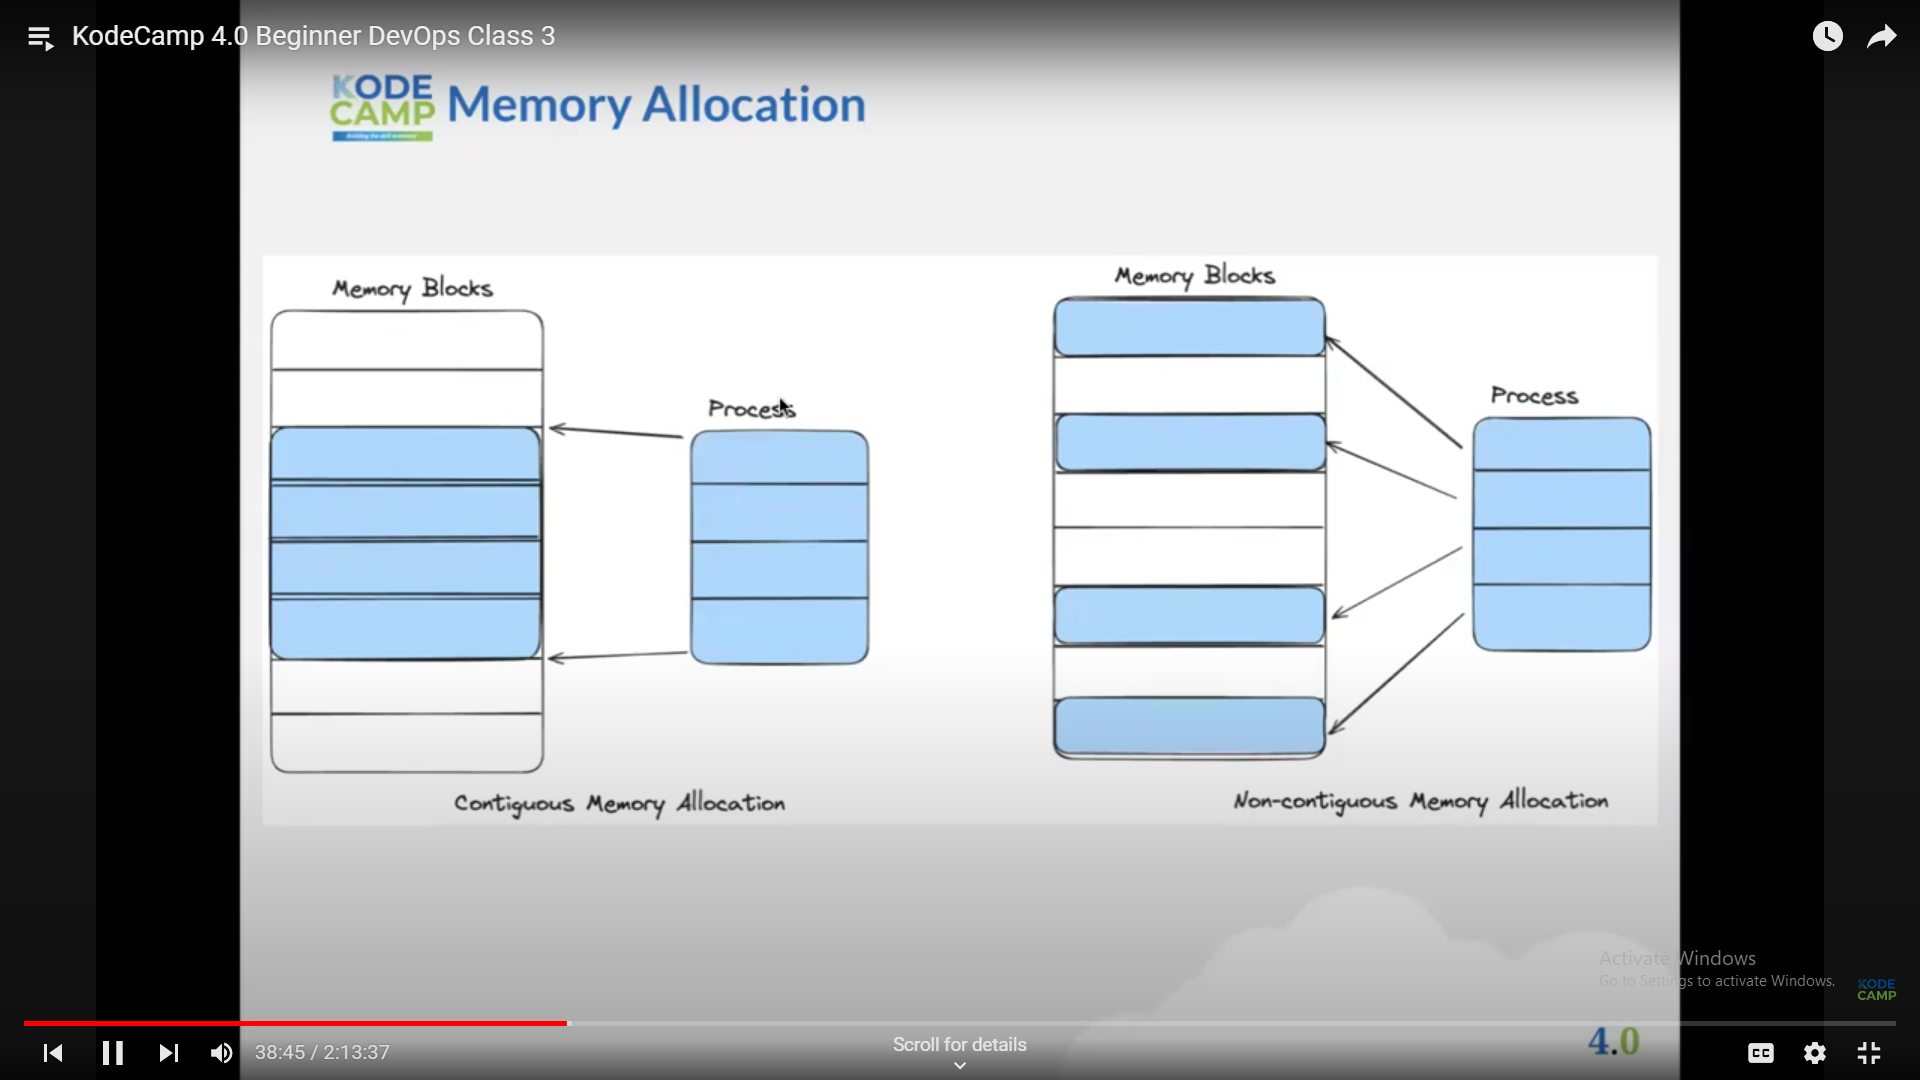 KodeCamp 4.0 Beginner DevOps Class 3
KODE
CAMP
Memory Allocation
Memory Blocks
Process
Contiguous Memory Allocation
Memory Blocks
Process
Non-contiguous Memory Allocation
Activate Windows
Go to Settings to activate Windows.
KODE
CAMP
4.0
38:45 / 2:13:37
Scroll for details
CC